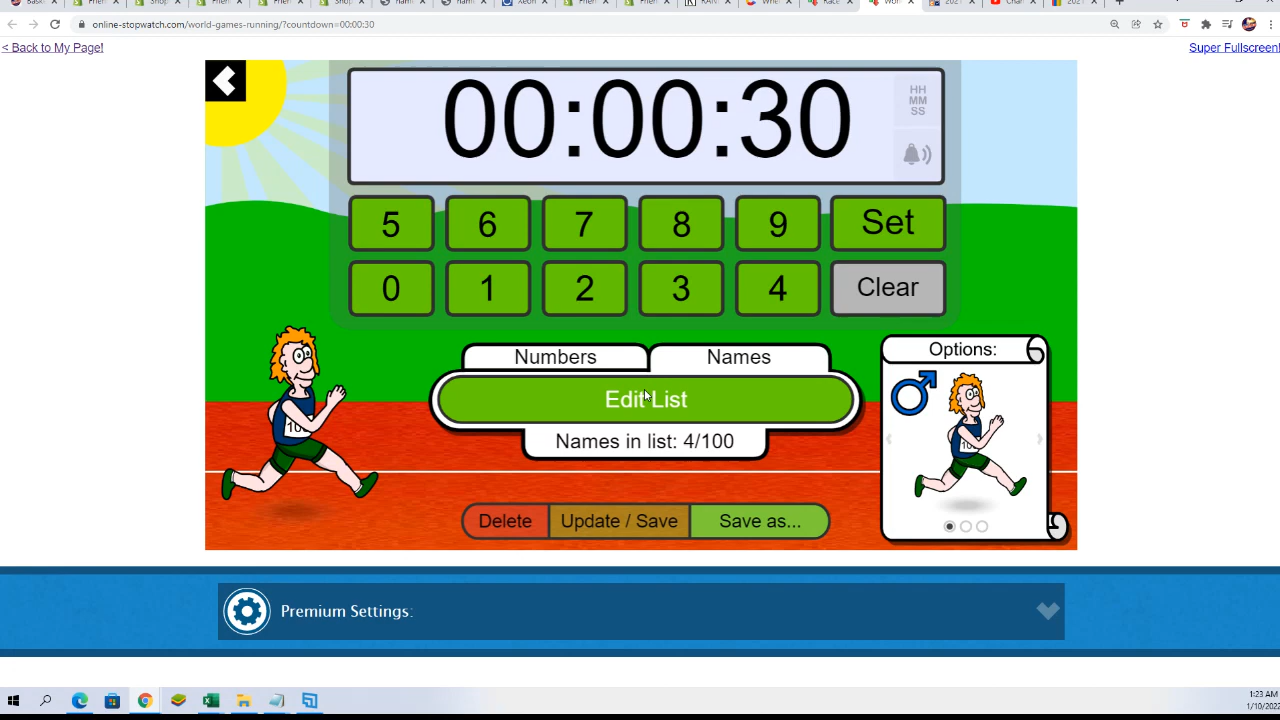 Shop
Shop
Xeon
online-stopwatch.com/world-games-running/?countdown=00:00:30
< Back to My Page!
Super Fullscreen!
00:00:30
HH
MM
SS
5 6 7 8 9 Set
0 1 2 3 4 Clear
Numbers Names
Options:
Edit List
Names in list: 4/100
Delete Update / Save Save as...
Premium Settings:
1:23 AM
1/10/2022